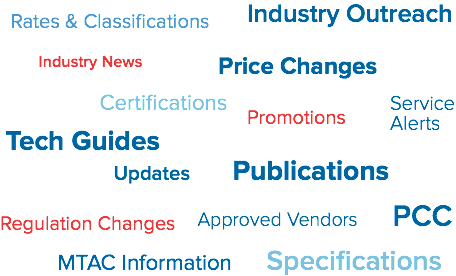 Rates & Classifications
Industry Outreach
Industry News
Price Changes
Certifications
Promotions
Service
Alerts
Tech Guides
Updates
Publications
Regulation Changes
Approved Vendors
PCC
MTAC Information
Specifications